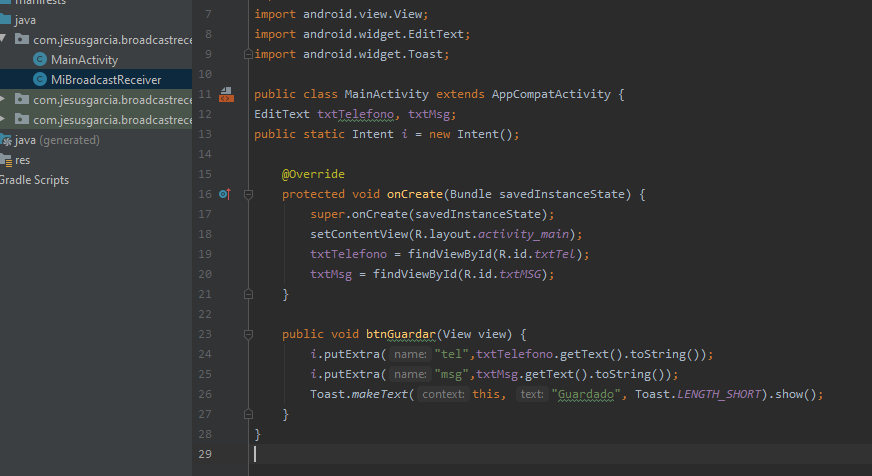 manifests
java
com.jesusgarcia.broadcastrece
MainActivity
MiBroadcastReceiver
com.jesusgarcia.broadcastrece
com.jesusgarcia.broadcastrece
java (generated)
res
Gradle Scripts
7 import android.view.View;
8 import android.widget.EditText;
9 import android.widget.Toast;
10
11 public class MainActivity extends AppCompatActivity {
12 EditText txtTelefono, txtMsg;
13 public static Intent i = new Intent();
14
15 @Override
16 protected void onCreate(Bundle savedInstanceState) {
17 super.onCreate(savedInstanceState);
18 setContentView(R.layout.activity_main);
19 txtTelefono = findViewById(R.id.txtTel);
20 txtMsg = findViewById(R.id.txtMSG);
21 }
22
23 public void btnGuardar(View view) {
24 i.putExtra( name: "tel",txtTelefono.getText().toString());
25 i.putExtra( name: "msg",txtMsg.getText().toString());
26 Toast.makeText( context: this, text: "Guardado", Toast.LENGTH_SHORT).show();
27 }
28 }
29